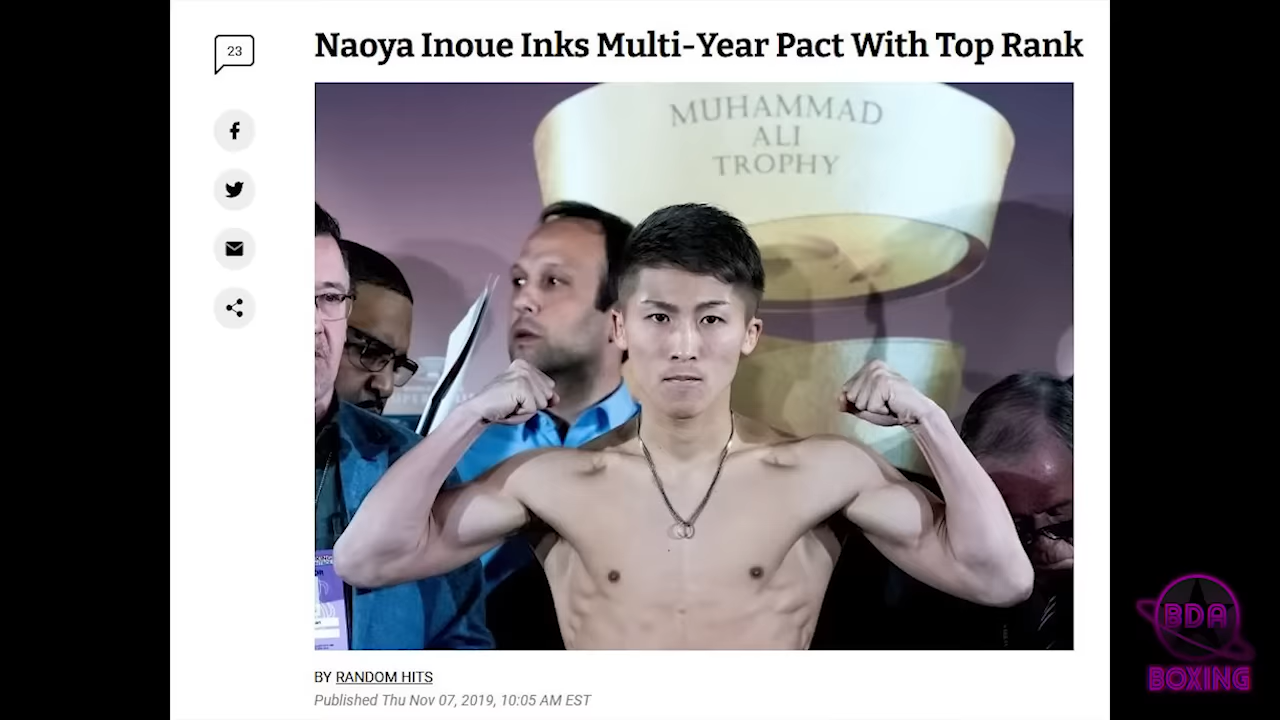 23
Naoya Inoue Inks Multi-Year Pact With Top Rank
MUHAMMAD
ALI
TROPHY
BY RANDOM HITS
Published Thu Nov 07, 2019, 10:05 AM EST
BDA
BOXING